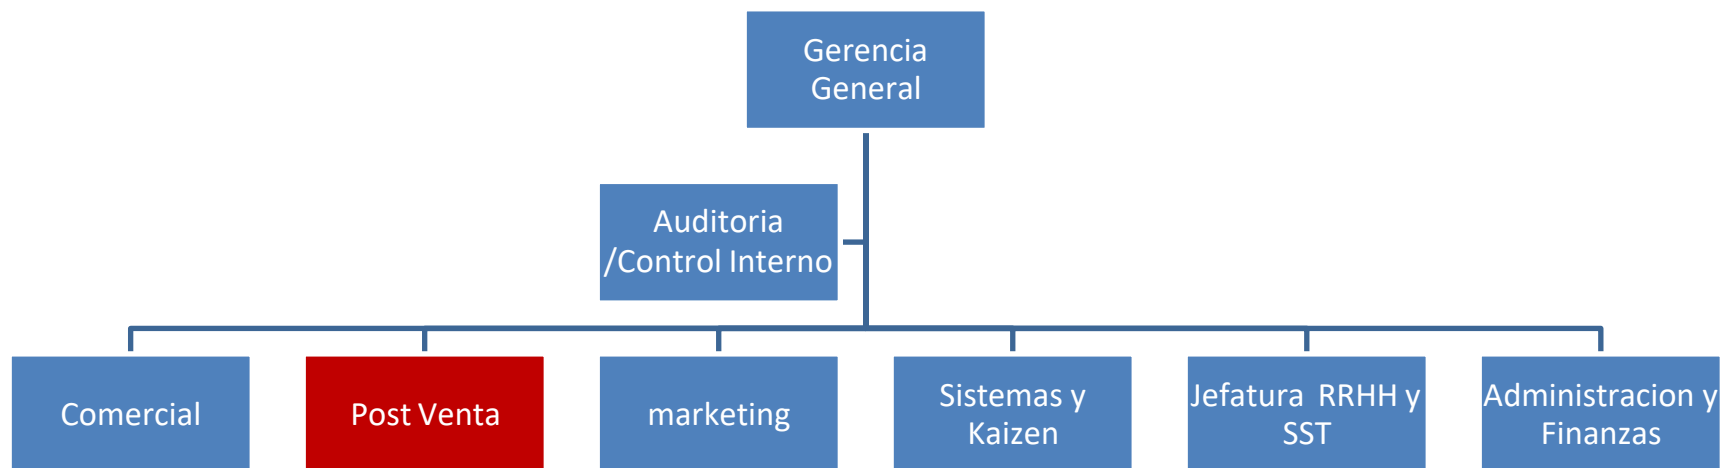 Gerencia
General
Auditoria
/Control Interno
Comercial
Post Venta
marketing
Sistemas y
Kaizen
Jefatura RRHH y
SST
Administracion y
Finanzas